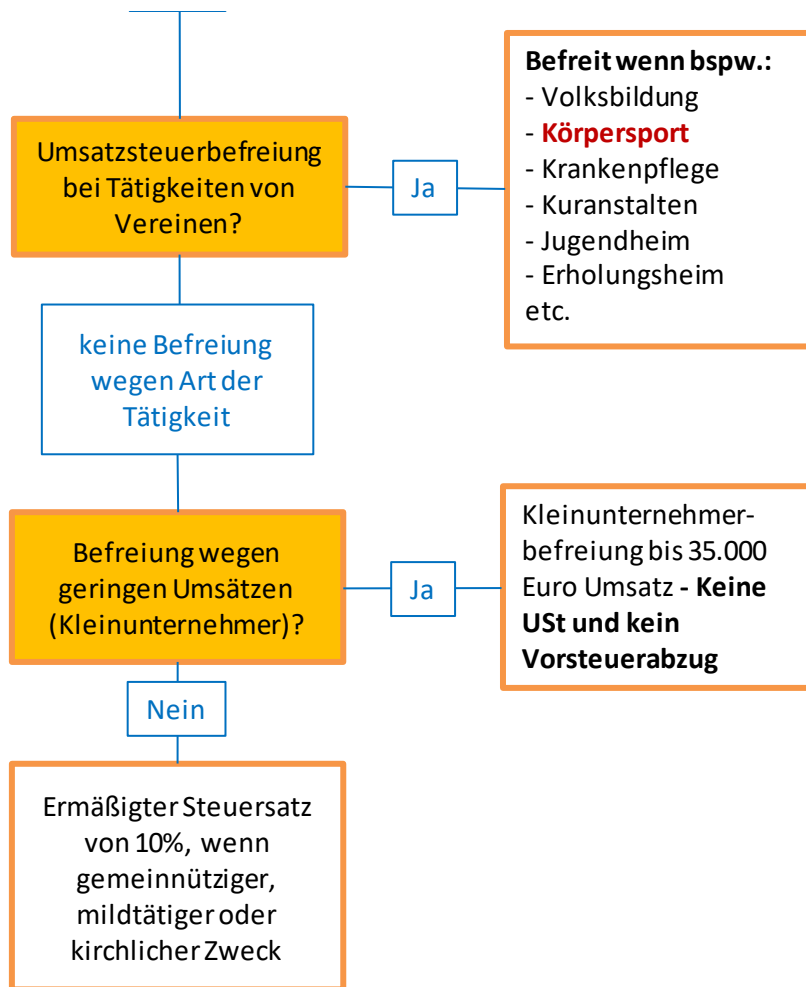 Umsatzsteuerbefreiung
bei Tätigkeiten von
Vereinen?
Ja
Befreit wenn bspw.:
- Volksbildung
- Körpersport
- Krankenpflege
- Kuranstalten
- Jugendheim
- Erholungsheim
etc.
keine Befreiung
wegen Art der
Tätigkeit
Befreiung wegen
geringen Umsätzen
(Kleinunternehmer)?
Ja
Kleinunternehmer-
befreiung bis 35.000
Euro Umsatz - Keine
USt und kein
Vorsteuerabzug
Nein
Ermäßigter Steuersatz
von 10%, wenn
gemeinnütziger,
mildtätiger oder
kirchlicher Zweck